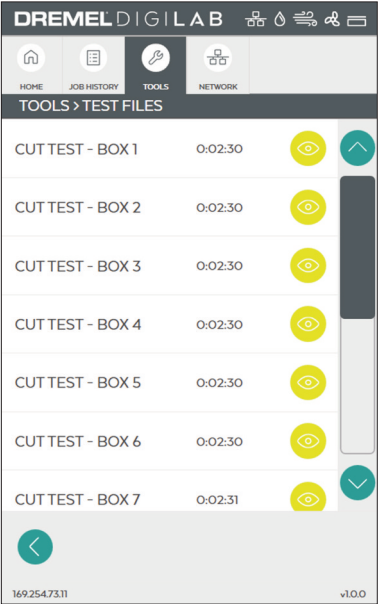 DREMEL DIGILAB
HOME JOB HISTORY TOOLS NETWORK
TOOLS > TEST FILES
CUT TEST - BOX 1 0:02:30
CUT TEST - BOX 2 0:02:30
CUT TEST - BOX 3 0:02:30
CUT TEST - BOX 4 0:02:30
CUT TEST - BOX 5 0:02:30
CUT TEST - BOX 6 0:02:30
CUT TEST - BOX 7 0:02:31
169.254.73.11 v1.0.0